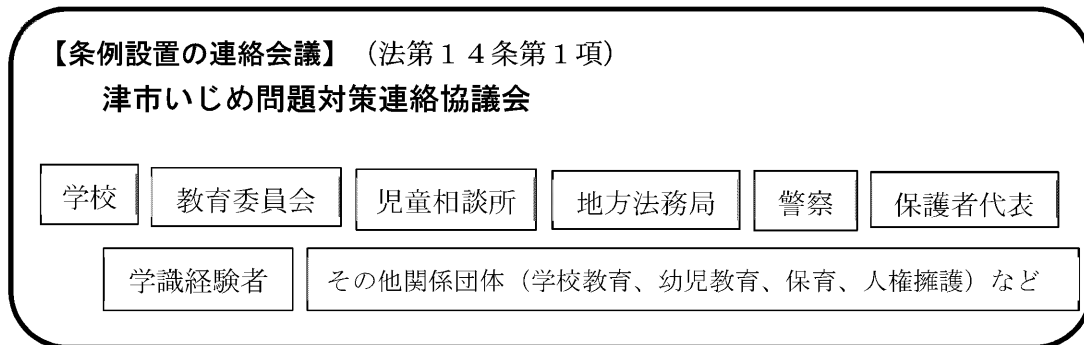 【条例設置の連絡会議】（法第１４条第１項）
津市いじめ問題対策連絡協議会
学校 教育委員会 児童相談所 地方法務局 警察 保護者代表
学識経験者 その他関係団体（学校教育、幼児教育、保育、人権擁護）など